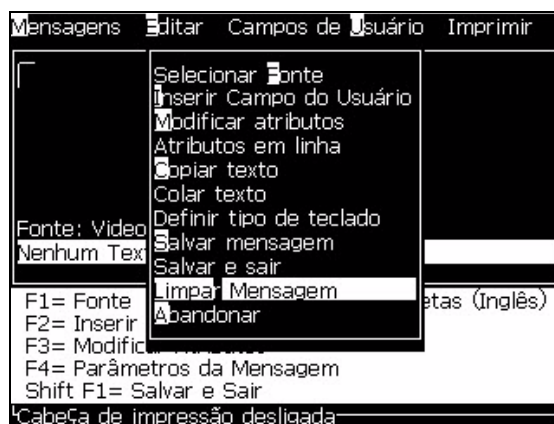 Mensagens Editar Campos de Usuário Imprimir
Selecionar Fonte
Inserir Campo do Usuário
Modificar atributos
Atributos em linha
Copiar texto
Colar texto
Definir tipo de teclado
Salvar mensagem
Salvar e sair
Limpar Mensagem
Abandonar
Fonte: Video
Nenhum
F1= Fonte etas (Inglês)
F2= Inserir
F3=
F4= Parâmetros da Mensagem
Shift F1= Salvar e Sair
Cabeça de impressão desligada